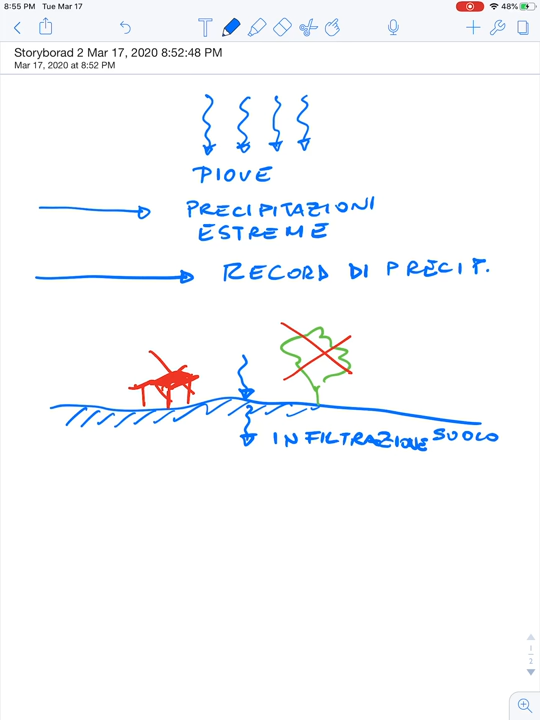 8:55 PM Tue Mar 17
48%
T
Storyborad 2 Mar 17, 2020 8:52:48 PM
Mar 17, 2020 at 8:52 PM
PIOVE
PRECIPITAZIONI
ESTREME
RECORD DI PRECIT.
INFILTRAZIONE SUOLO
1
2